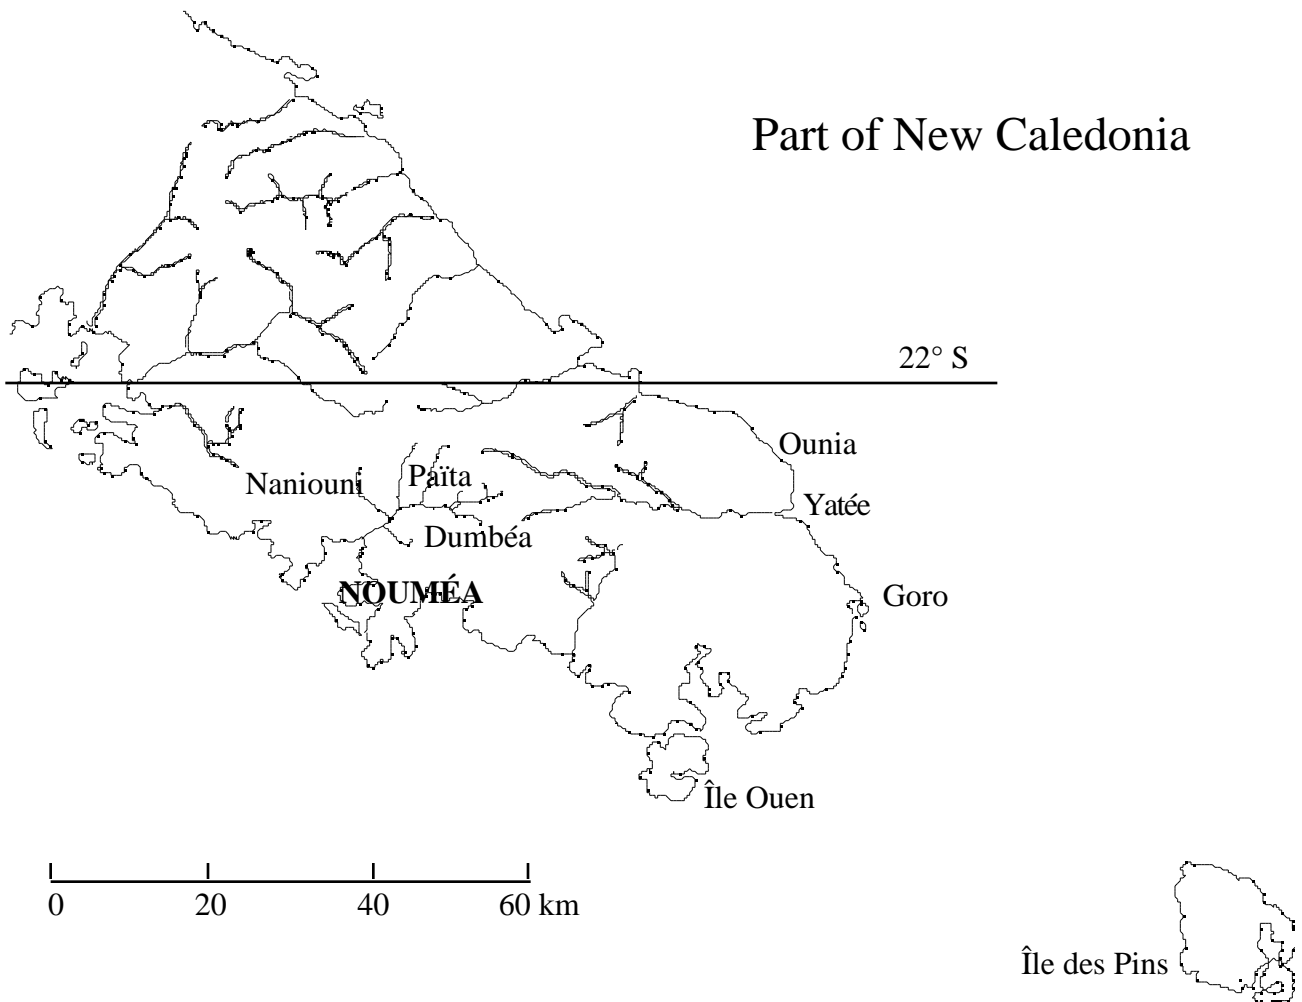 Part of New Caledonia
22° S
Ounia
Naniouni
Païta
Yatée
Dumbéa
NOUMÉA
Goro
Île Ouen
0 20 40 60 km
Île des Pins